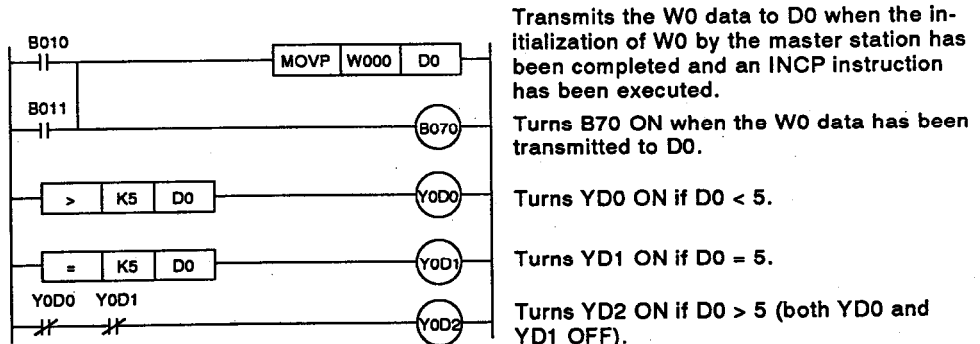 B010
MOVP W000 D0
Transmits the W0 data to D0 when the in-
itialization of W0 by the master station has
been completed and an INCP instruction
has been executed.
B011
B070
Turns B70 ON when the W0 data has been
transmitted to D0.
> K5 D0
Y0D0
Turns YD0 ON if D0 < 5.
= K5 D0
Y0D1
Turns YD1 ON if D0 = 5.
Y0D0 Y0D1
Y0D2
Turns YD2 ON if D0 > 5 (both YD0 and
YD1 OFF).